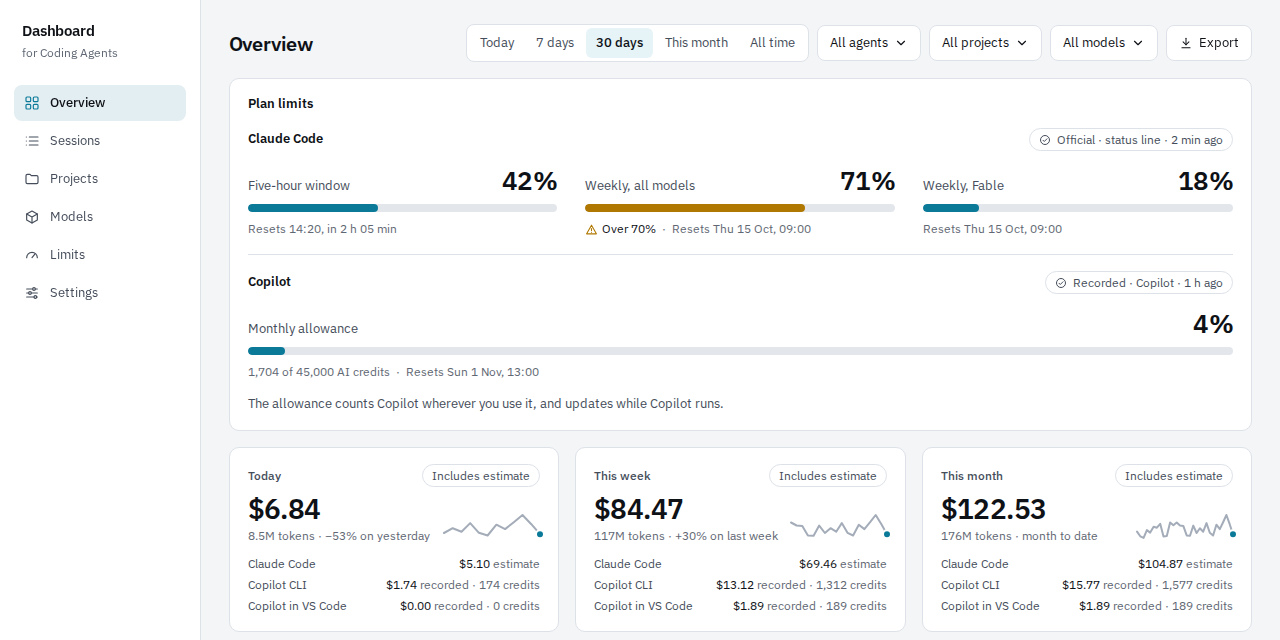 Dashboard
for Coding Agents
Overview
Sessions
Projects
Models
Limits
Settings
Overview
Today 7 days 30 days This month All time All agents All projects All models Export
Plan limits
Claude Code Official · status line · 2 min ago
Five-hour window 42%
Resets 14:20, in 2 h 05 min
Weekly, all models 71%
Over 70% · Resets Thu 15 Oct, 09:00
Weekly, Fable 18%
Resets Thu 15 Oct, 09:00
Copilot Recorded · Copilot · 1 h ago
Monthly allowance 4%
1,704 of 45,000 AI credits · Resets Sun 1 Nov, 13:00
The allowance counts Copilot wherever you use it, and updates while Copilot runs.
Today Includes estimate
$6.84
8.5M tokens · −53% on yesterday
Claude Code $5.10 estimate
Copilot CLI $1.74 recorded · 174 credits
Copilot in VS Code $0.00 recorded · 0 credits
This week Includes estimate
$84.47
117M tokens · +30% on last week
Claude Code $69.46 estimate
Copilot CLI $13.12 recorded · 1,312 credits
Copilot in VS Code $1.89 recorded · 189 credits
This month Includes estimate
$122.53
176M tokens · month to date
Claude Code $104.87 estimate
Copilot CLI $15.77 recorded · 1,577 credits
Copilot in VS Code $1.89 recorded · 189 credits